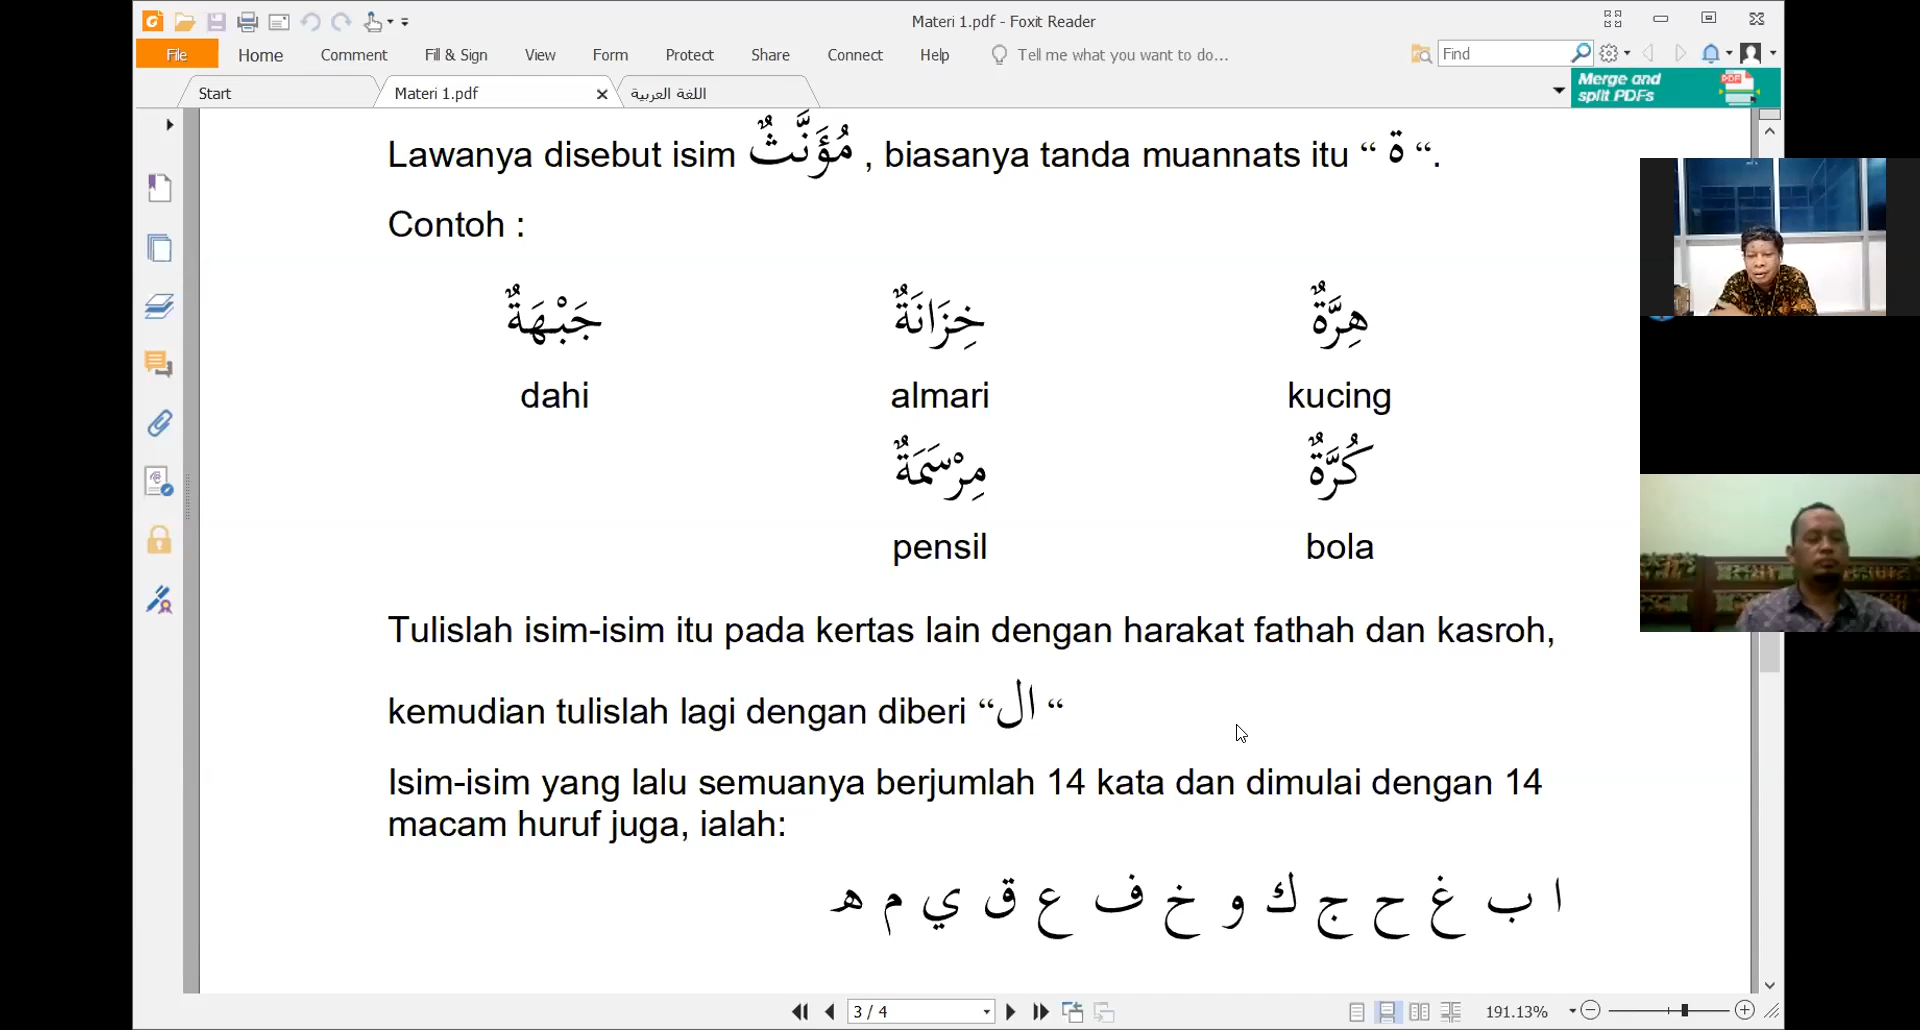 Materi 1.pdf - Foxit Reader
File Home Comment Fill & Sign View Form Protect Share Connect Help Tell me what you want to do... Find
Start Materi 1.pdf اللغة العربية
Merge and
split PDFs
PDF
Lawanya disebut isim مُؤَنَّثٌ , biasanya tanda muannats itu “ ة “.
Contoh :
هِرَّةٌ خِزَانَةٌ جَبْهَةٌ
dahi almari kucing
كُرَّةٌ مِرْسَمَةٌ
pensil bola
Tulislah isim-isim itu pada kertas lain dengan harakat fathah dan kasroh,
kemudian tulislah lagi dengan diberi “ال “
Isim-isim yang lalu semuanya berjumlah 14 kata dan dimulai dengan 14
macam huruf juga, ialah:
ا ب غ ح ج ك و خ ف ع ق ي م ه
3 / 4 191.13%